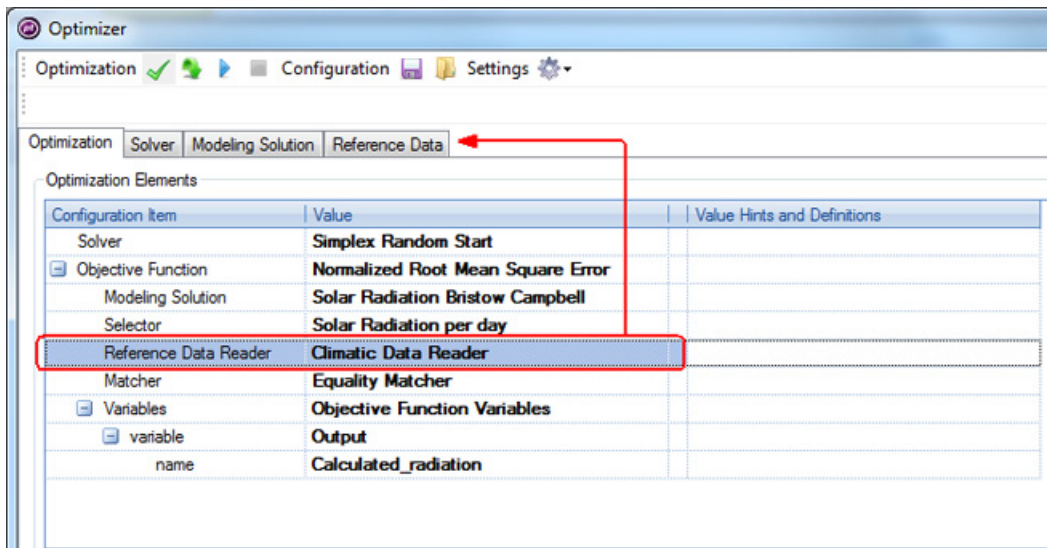 Optimizer
Optimization Configuration Settings
Optimization Solver Modeling Solution Reference Data
Optimization Elements
Configuration Item Value Value Hints and Definitions
Solver Simplex Random Start
Objective Function Normalized Root Mean Square Error
Modeling Solution Solar Radiation Bristow Campbell
Selector Solar Radiation per day
Reference Data Reader Climatic Data Reader
Matcher Equality Matcher
Variables Objective Function Variables
variable Output
name Calculated_radiation